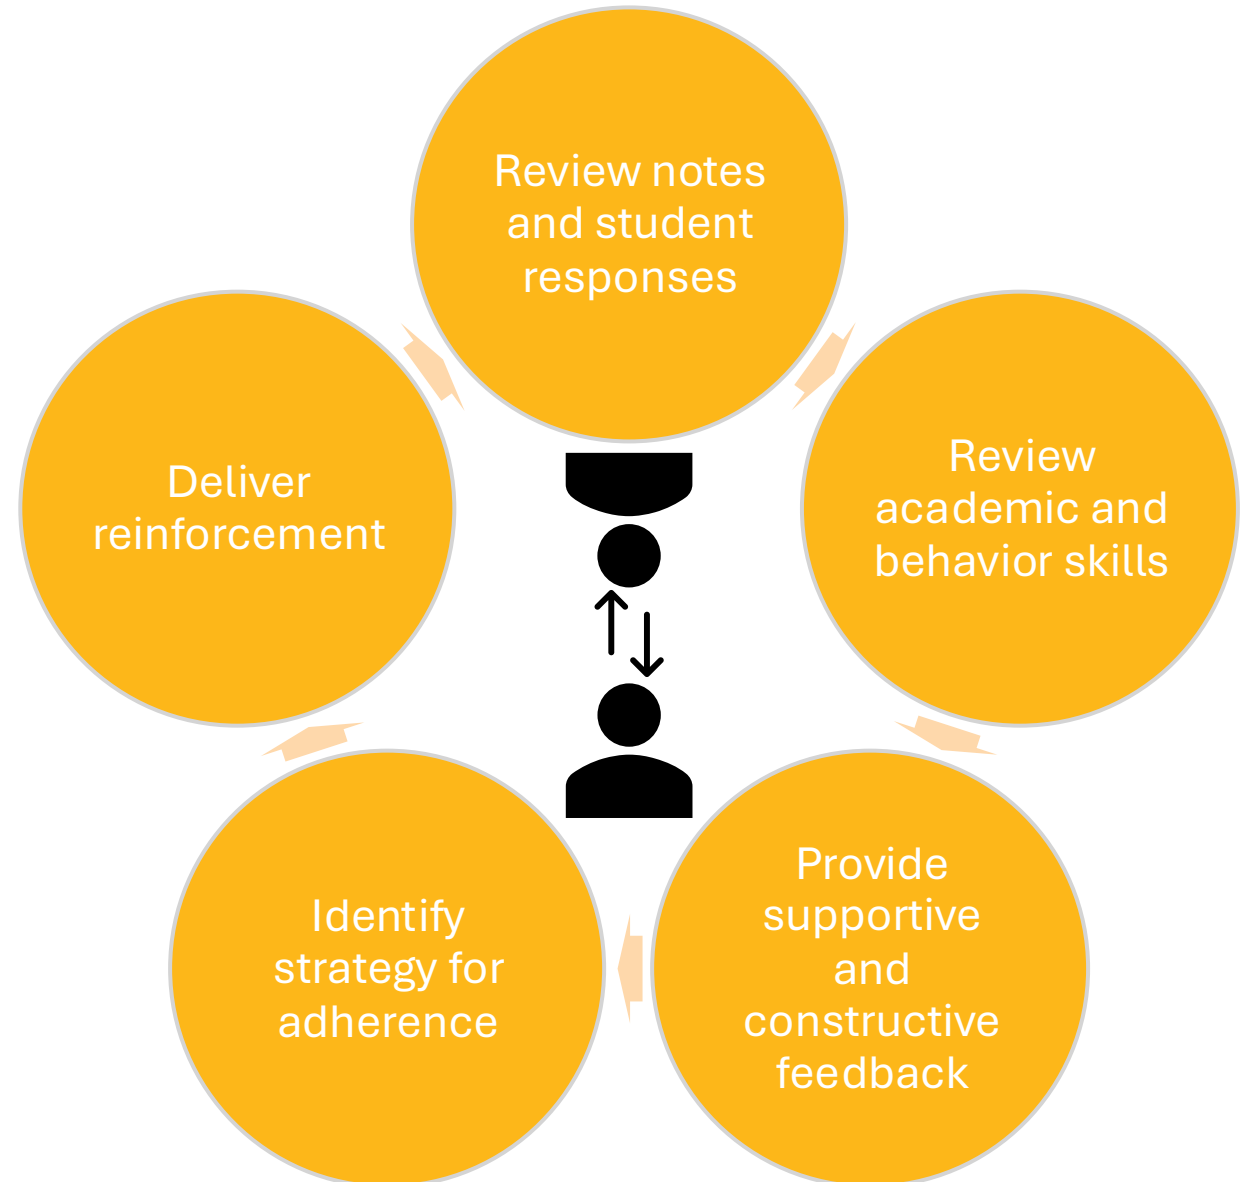 Review notes
and student
responses
Review
academic and
behavior skills
Provide
supportive
and
constructive
feedback
Identify
strategy for
adherence
Deliver
reinforcement